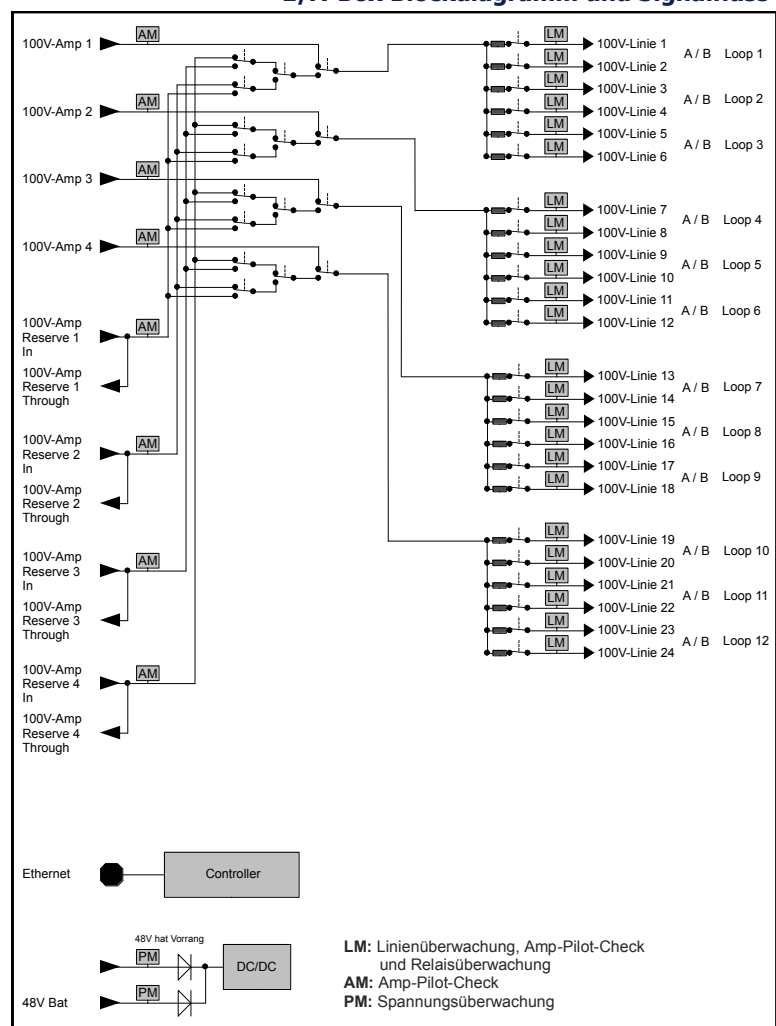 100V-Amp 1
AM
100V-Amp 2
AM
100V-Amp 3
AM
100V-Amp 4
AM
100V-Amp
Reserve 1
In
AM
100V-Amp
Reserve 1
Through
100V-Amp
Reserve 2
In
AM
100V-Amp
Reserve 2
Through
100V-Amp
Reserve 3
In
AM
100V-Amp
Reserve 3
Through
100V-Amp
Reserve 4
In
AM
100V-Amp
Reserve 4
Through
LM
100V-Linie 1
LM
100V-Linie 2
A / B Loop 1
LM
100V-Linie 3
LM
100V-Linie 4
A / B Loop 2
LM
100V-Linie 5
LM
100V-Linie 6
A / B Loop 3
LM
100V-Linie 7
LM
100V-Linie 8
A / B Loop 4
LM
100V-Linie 9
LM
100V-Linie 10
A / B Loop 5
LM
100V-Linie 11
LM
100V-Linie 12
A / B Loop 6
LM
100V-Linie 13
LM
100V-Linie 14
A / B Loop 7
LM
100V-Linie 15
LM
100V-Linie 16
A / B Loop 8
LM
100V-Linie 17
LM
100V-Linie 18
A / B Loop 9
LM
100V-Linie 19
LM
100V-Linie 20
A / B Loop 10
LM
100V-Linie 21
LM
100V-Linie 22
A / B Loop 11
LM
100V-Linie 23
LM
100V-Linie 24
A / B Loop 12
Ethernet
Controller
48V hat Vorrang
PM
DC/DC
48V Bat
PM
LM: Linienüberwachung, Amp-Pilot-Check
und Relaisüberwachung
AM: Amp-Pilot-Check
PM: Spannungsüberwachung